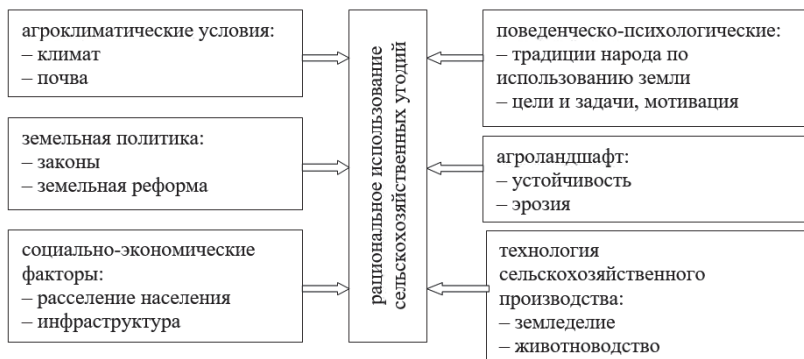 агроклиматические условия:
– климат
– почва
земельная политика:
– законы
– земельная реформа
социально-экономические
факторы:
– расселение населения
– инфраструктура
рациональное использование
сельскохозяйственных угодий
поведенческо-психологические:
– традиции народа по
использованию земли
– цели и задачи, мотивация
агроландшафт:
– устойчивость
– эрозия
технология
сельскохозяйственного
производства:
– земледелие
– животноводство